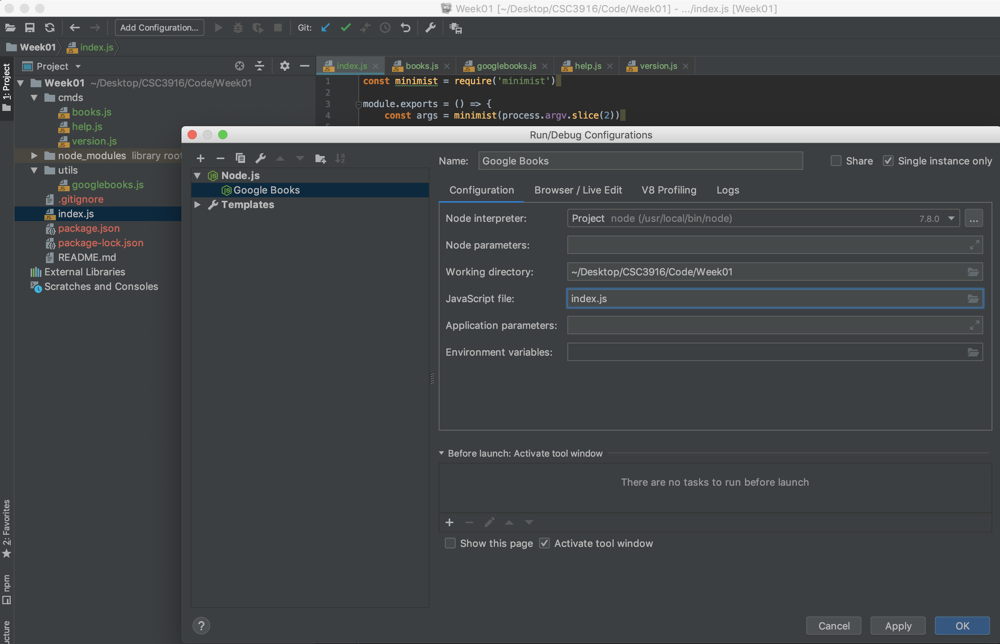 Week01 [~/Desktop/CSC3916/Code/Week01] - .../index.js [Week01]
Add Configuration...
Git:
Week01
index.js
1: Project
2: Favorites
npm
Project
Week01 ~/Desktop/CSC3916/Code/Week01
cmds
books.js
help.js
version.js
node_modules library root
utils
googlebooks.js
.gitignore
index.js
package.json
package-lock.json
README.md
External Libraries
Scratches and Consoles
index.js
books.js
googlebooks.js
help.js
version.js
1 const minimist = require('minimist')
2
3 module.exports = () => {
4 const args = minimist(process.argv.slice(2))
Run/Debug Configurations
Node.js
Google Books
Templates
Name: Google Books
Share
Single instance only
Configuration
Browser / Live Edit
V8 Profiling
Logs
Node interpreter: Project node (/usr/local/bin/node) 7.8.0
...
Node parameters:
Working directory: ~/Desktop/CSC3916/Code/Week01
JavaScript file: index.js
Application parameters:
Environment variables:
Before launch: Activate tool window
There are no tasks to run before launch
Show this page
Activate tool window
?
Cancel
Apply
OK